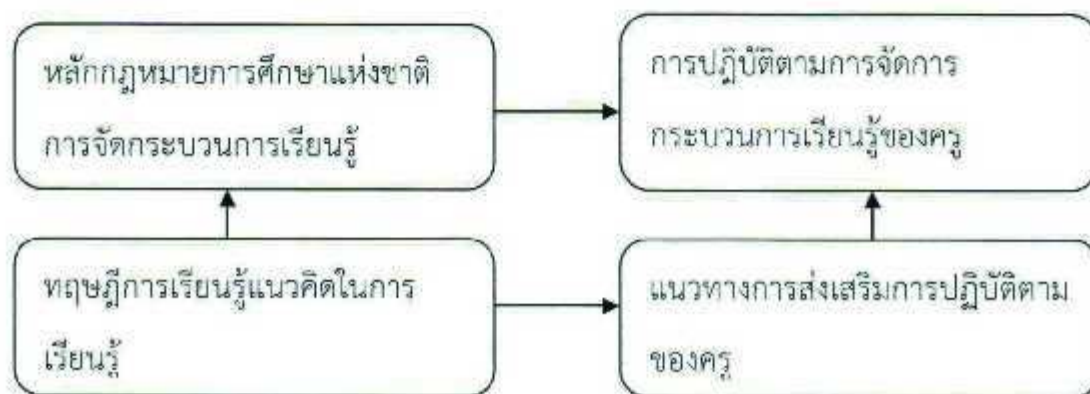 หลักกฎหมายการศึกษาแห่งชาติ
การจัดกระบวนการเรียนรู้
การปฏิบัติตามการจัดการ
กระบวนการเรียนรู้ของครู
ทฤษฎีการเรียนรู้แนวคิดในการ
เรียนรู้
แนวทางการส่งเสริมการปฏิบัติตาม
ของครู